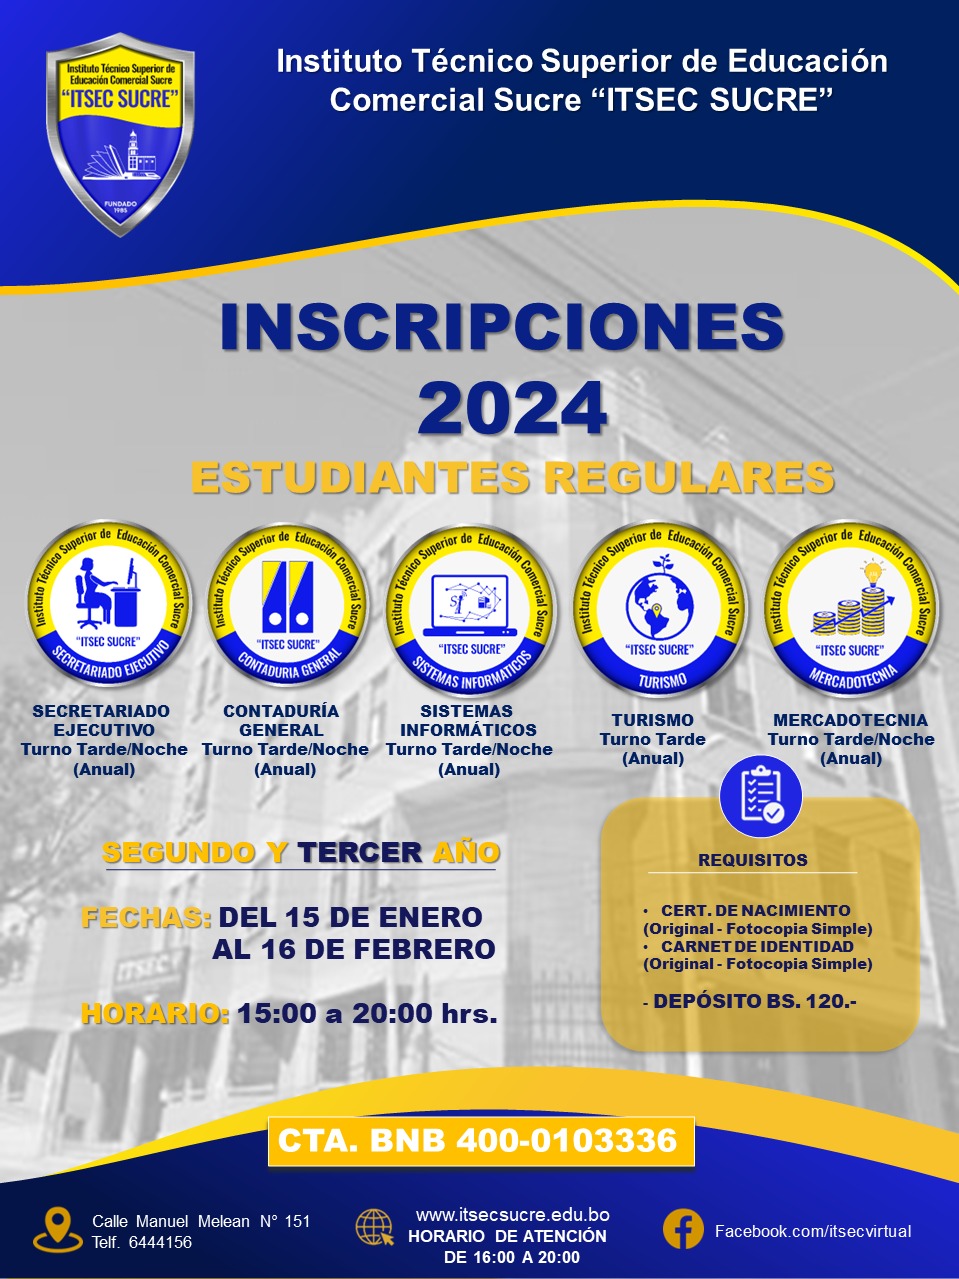 Instituto Técnico Superior de
Educación Comercial Sucre
“ITSEC SUCRE”
FUNDADO
1985
Instituto Técnico Superior de Educación
Comercial Sucre “ITSEC SUCRE”
INSCRIPCIONES
2024
ESTUDIANTES REGULARES
Instituto Técnico Superior de Educación Comercial Sucre
“ITSEC SUCRE”
SECRETARIADO EJECUTIVO
Instituto Técnico Superior de Educación Comercial Sucre
“ITSEC SUCRE”
CONTADURIA GENERAL
Instituto Técnico Superior de Educación Comercial Sucre
“ITSEC SUCRE”
SISTEMAS INFORMÁTICOS
Instituto Técnico Superior de Educación Comercial Sucre
“ITSEC SUCRE”
TURISMO
Instituto Técnico Superior de Educación Comercial Sucre
“ITSEC SUCRE”
MERCADOTECNIA
SECRETARIADO
EJECUTIVO
Turno Tarde/Noche
(Anual)
CONTADURÍA
GENERAL
Turno Tarde/Noche
(Anual)
SISTEMAS
INFORMÁTICOS
Turno Tarde/Noche
(Anual)
TURISMO
Turno Tarde
(Anual)
MERCADOTECNIA
Turno Tarde/Noche
(Anual)
SEGUNDO Y TERCER AÑO
FECHAS: DEL 15 DE ENERO
AL 16 DE FEBRERO
HORARIO: 15:00 a 20:00 hrs.
REQUISITOS
• CERT. DE NACIMIENTO
(Original - Fotocopia Simple)
• CARNET DE IDENTIDAD
(Original - Fotocopia Simple)
- DEPÓSITO BS. 120.-
ITSEC
CTA. BNB 400-0103336
Calle Manuel Melean N° 151
Telf. 6444156
www.itsecsucre.edu.bo
HORARIO DE ATENCIÓN
DE 16:00 A 20:00
Facebook.com/itsecvirtual